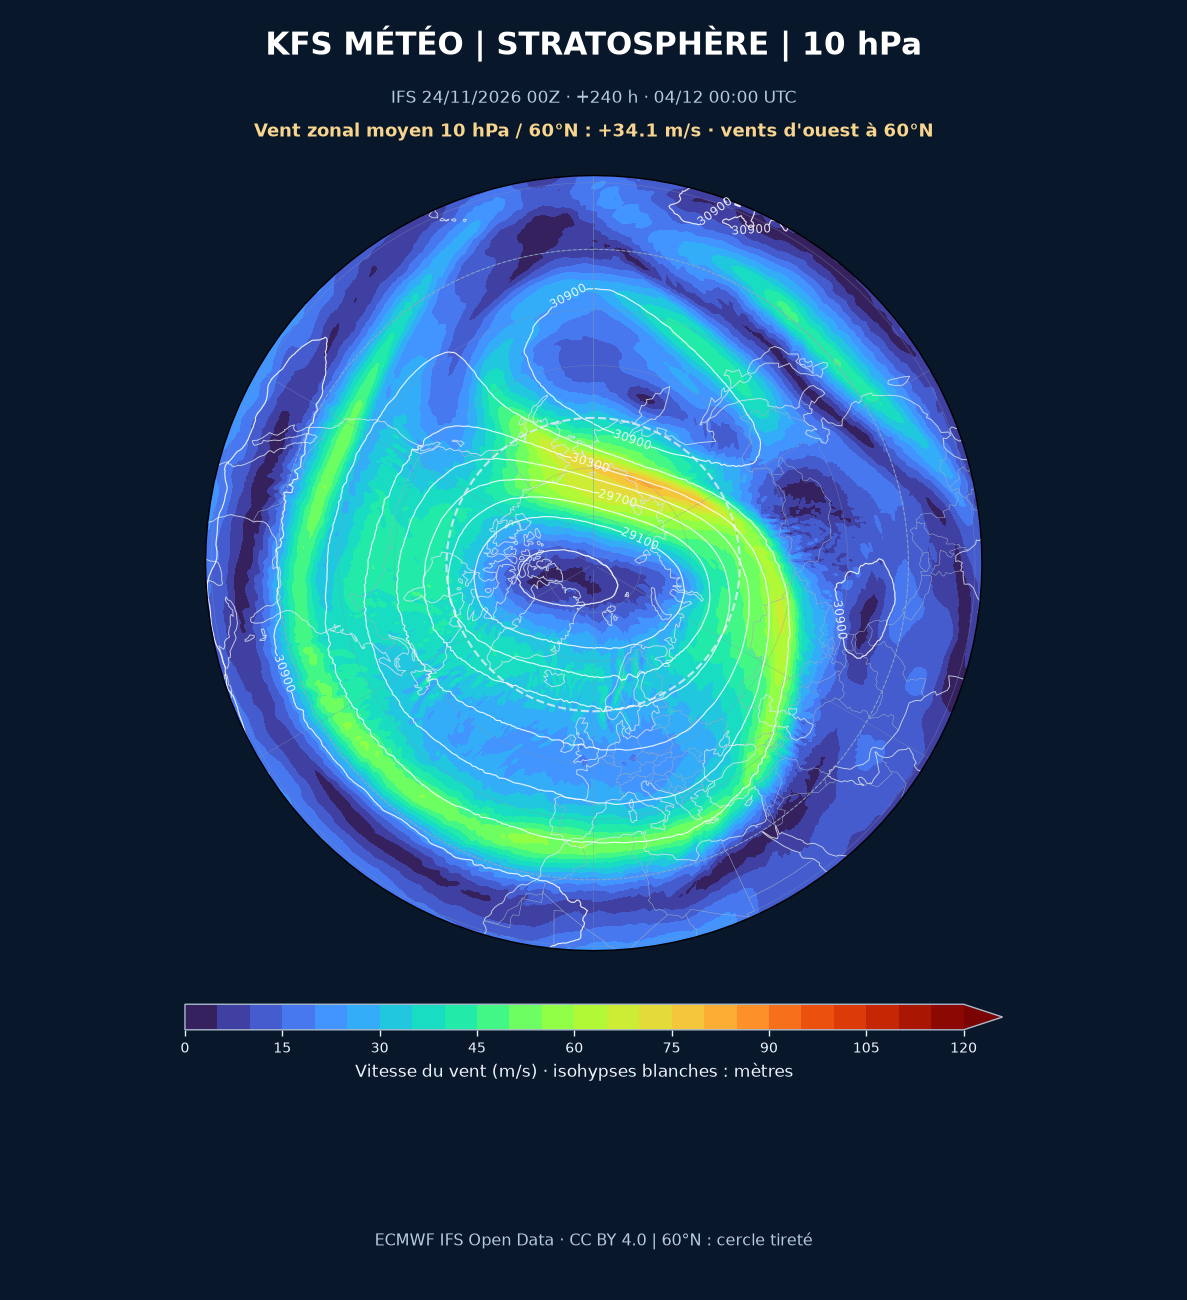 KFS MÉTÉO | STRATOSPHÈRE | 10 hPa
IFS 24/11/2026 00Z · +240 h · 04/12 00:00 UTC
Vent zonal moyen 10 hPa / 60°N : +34.1 m/s · vents d'ouest à 60°N
30900
30900
30900
30900
30300
29700
29100
30900
30900
0 15 30 45 60 75 90 105 120
Vitesse du vent (m/s) · isohypses blanches : mètres
ECMWF IFS Open Data · CC BY 4.0 | 60°N : cercle tireté